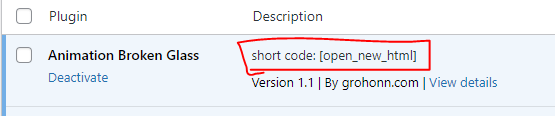 Plugin Description
Animation Broken Glass short code: [open_new_html]
Deactivate Version 1.1 | By grohonn.com | View details